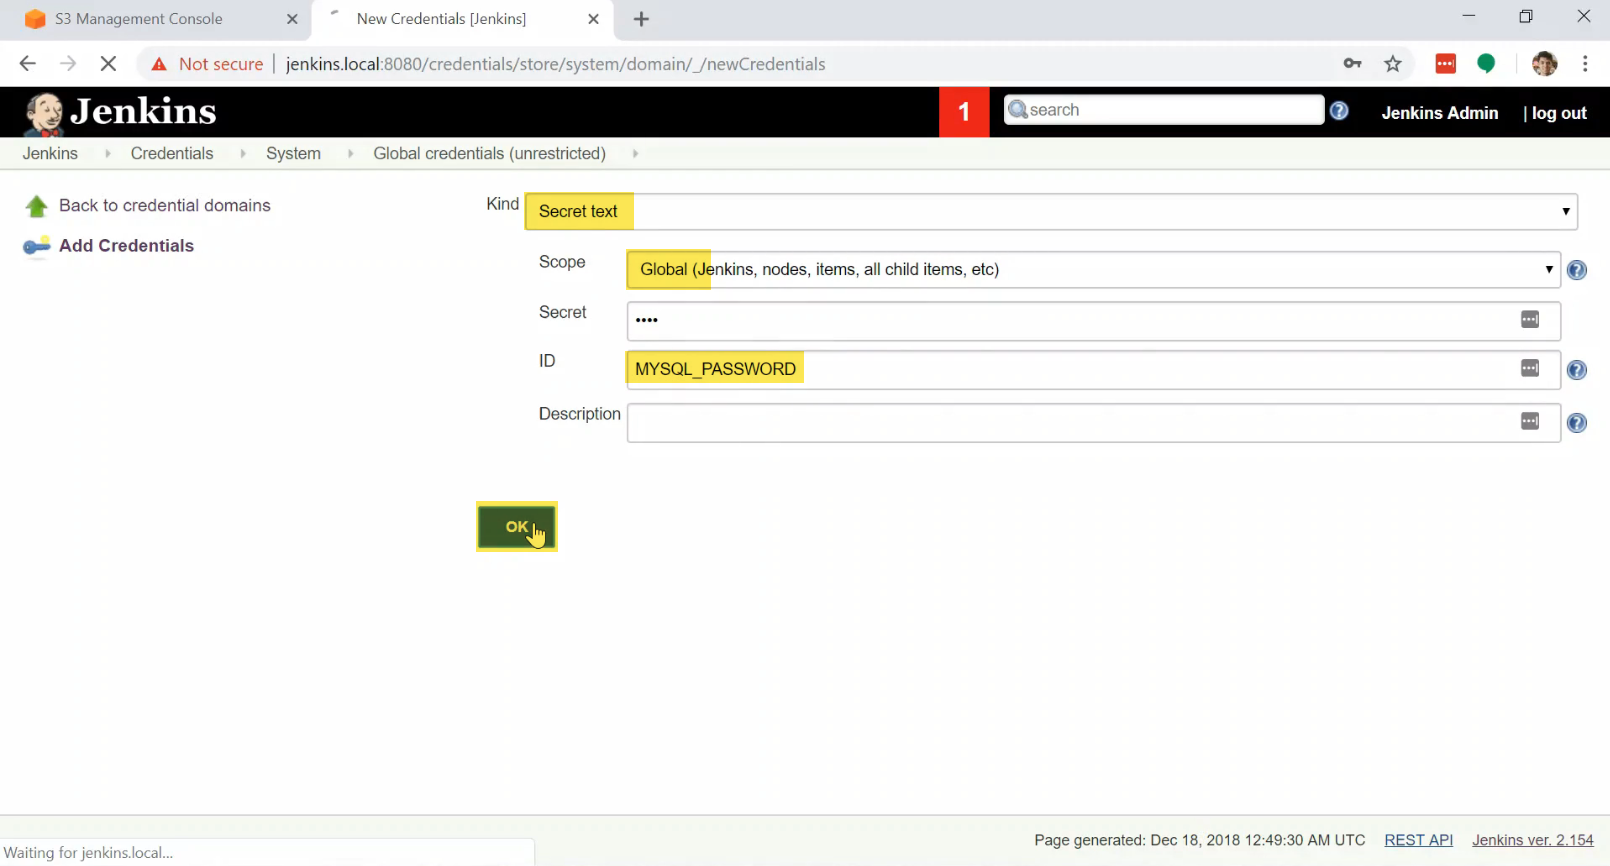 S3 Management Console
New Credentials [Jenkins]
Not secure | jenkins.local:8080/credentials/store/system/domain/_/newCredentials
Jenkins
1
search
Jenkins Admin
| log out
Jenkins
Credentials
System
Global credentials (unrestricted)
Back to credential domains
Add Credentials
Kind
Secret text
Scope
Global (Jenkins, nodes, items, all child items, etc)
Secret
••••
ID
MYSQL_PASSWORD
Description
OK
Page generated: Dec 18, 2018 12:49:30 AM UTC
REST API
Jenkins ver. 2.154
Waiting for jenkins.local...